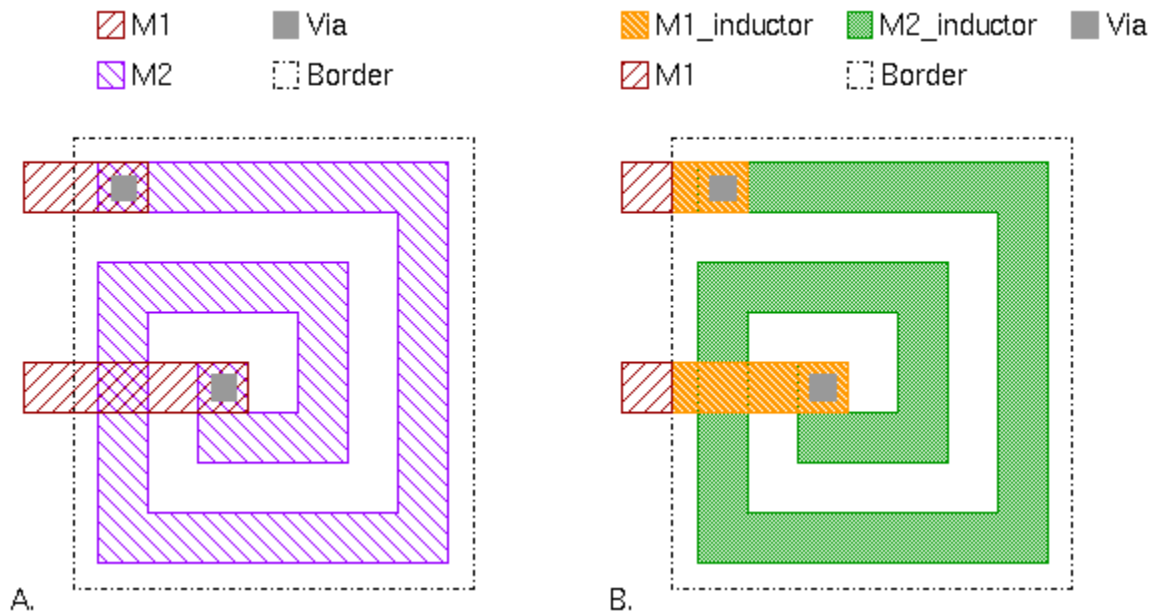 M1 Via M1_inductor M2_inductor Via
M2 Border M1 Border
A. B.